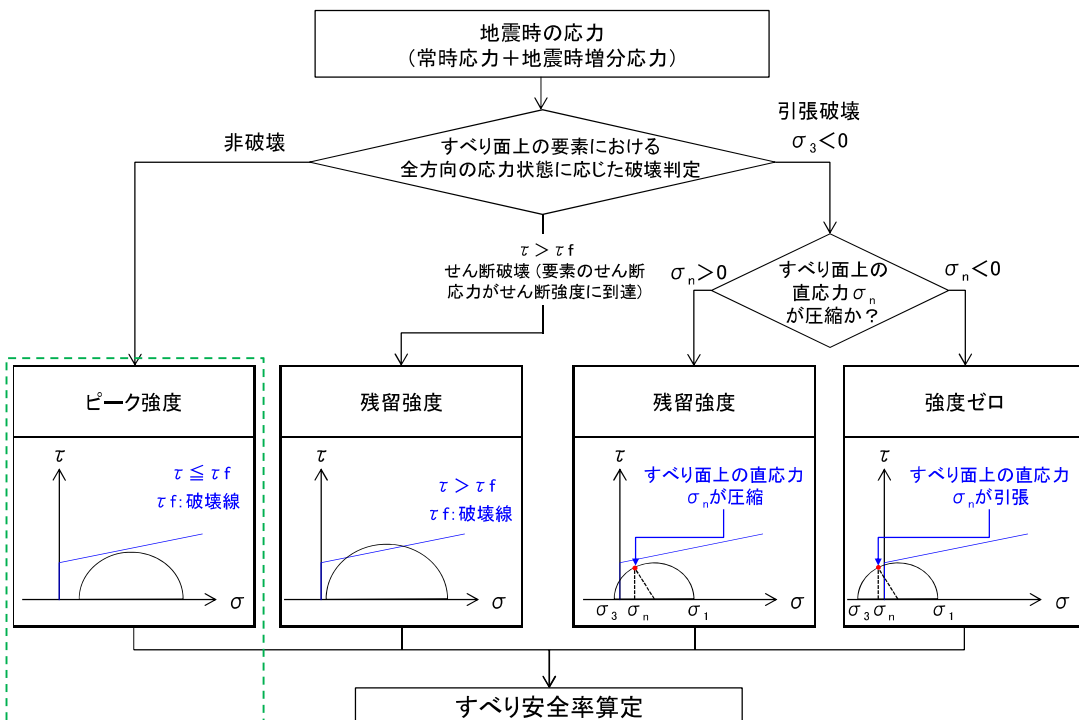 地震時の応力
（常時応力＋地震時増分応力）
すべり面上の要素における
全方向の応力状態に応じた破壊判定
非破壊
引張破壊
σ3＜0
τ＞τf
せん断破壊（要素のせん断
応力がせん断強度に到達）
すべり面上の
直応力σn
が圧縮か？
σn＞0
σn＜0
ピーク強度
τ
τ≦τf
τf:破壊線
σ
残留強度
τ
τ＞τf
τf:破壊線
σ
残留強度
τ
すべり面上の直応力
σnが圧縮
σ
σ3 σn σ1
強度ゼロ
τ
すべり面上の直応力
σnが引張
σ
σ3 σn σ1
すべり安全率算定